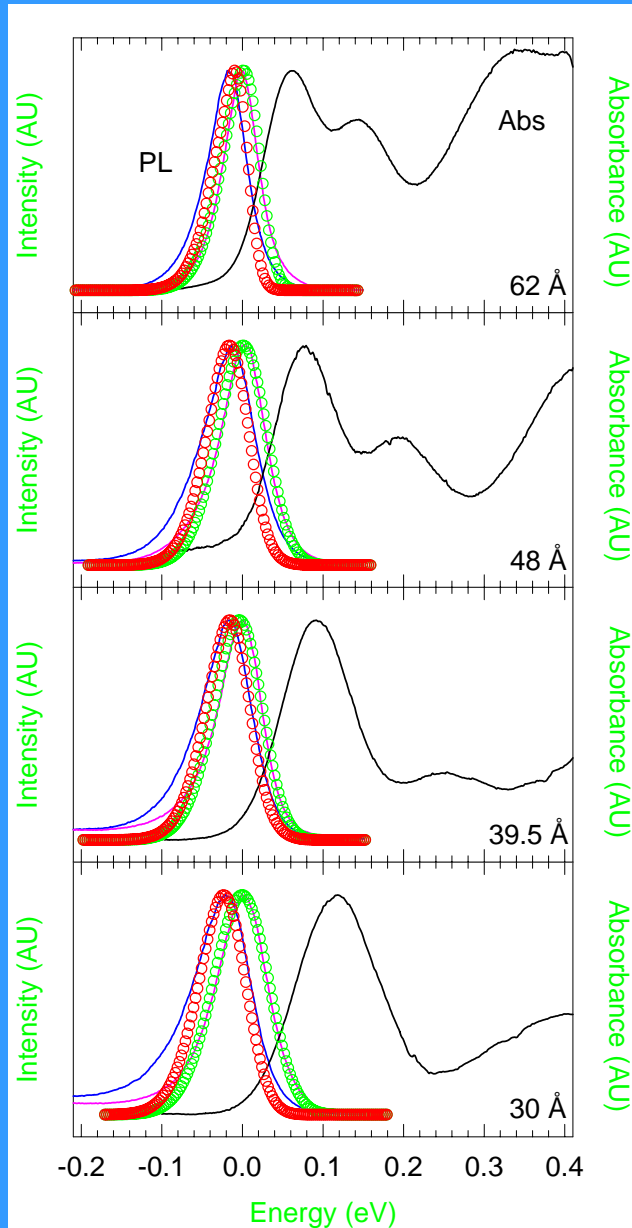 Intensity (AU)
PL
Abs
Absorbance (AU)
62 Å
Intensity (AU)
Absorbance (AU)
48 Å
Intensity (AU)
Absorbance (AU)
39.5 Å
Intensity (AU)
Absorbance (AU)
30 Å
-0.2 -0.1 0.0 0.1 0.2 0.3 0.4
Energy (eV)